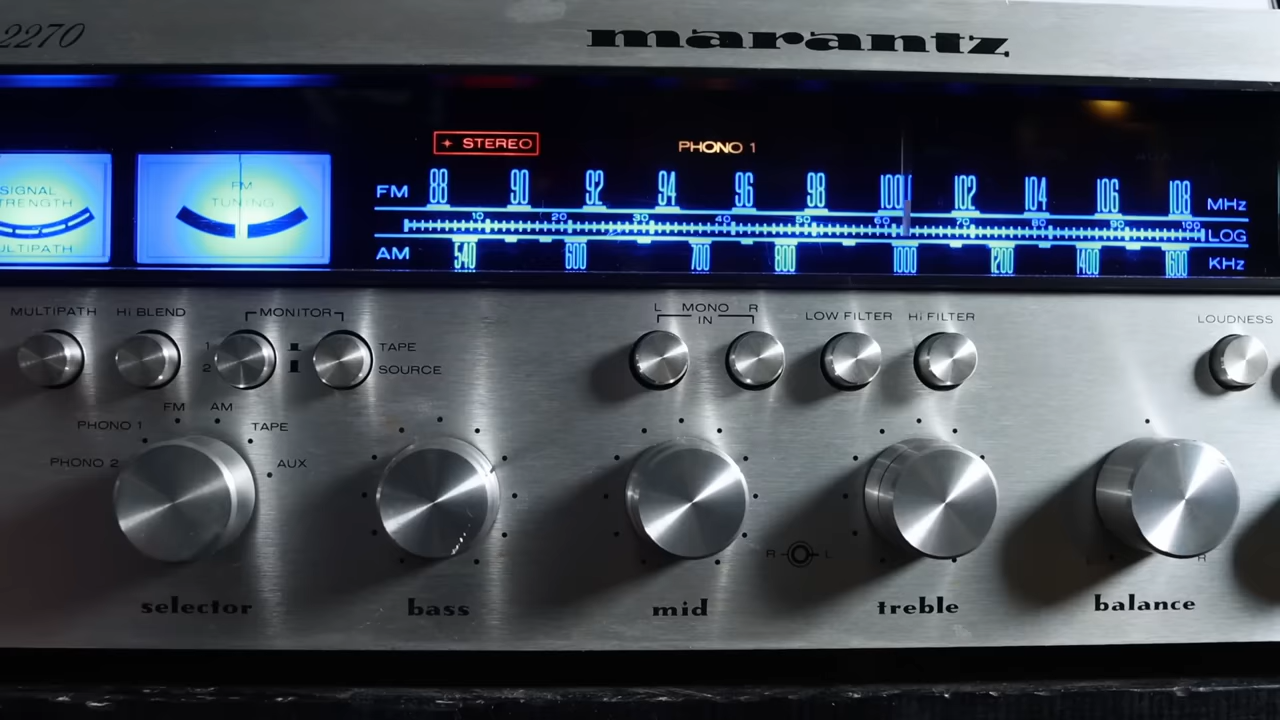 2270 marantz
+ STEREO PHONO 1
SIGNAL STRENGTH
MULTIPATH
FM TUNING
FM 88 90 92 94 96 98 100 102 104 106 108 MHz
10 20 30 40 50 60 70 80 90 100 LOG
AM 540 600 700 800 1000 1200 1400 1600 KHz
MULTIPATH Hi BLEND MONITOR L MONO R LOW FILTER Hi FILTER LOUDNESS
IN
1 TAPE
2 SOURCE
FM AM
PHONO 1 TAPE
PHONO 2 AUX
R L
R
selector bass mid treble balance